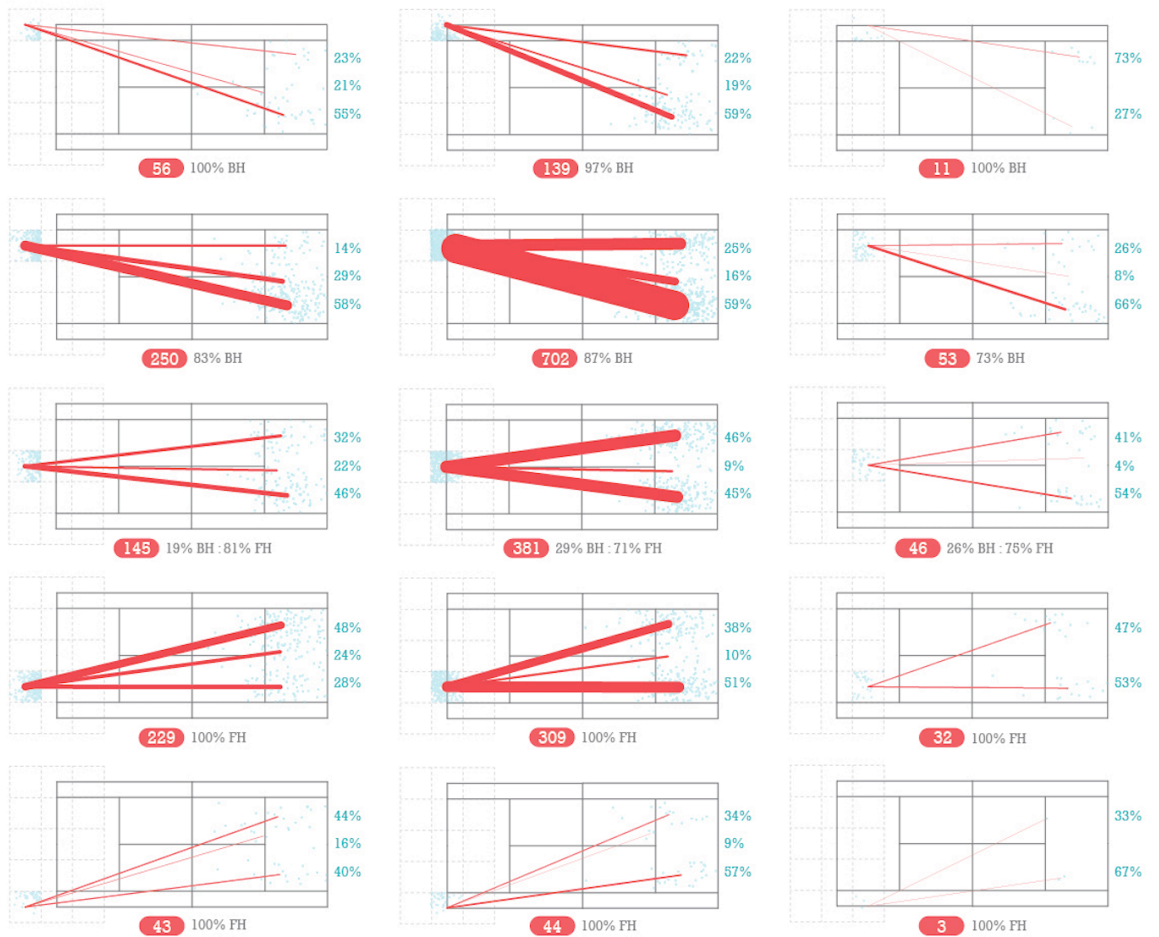 23%
21%
55%
56 100% BH
22%
19%
59%
139 97% BH
73%
27%
11 100% BH
14%
29%
58%
250 83% BH
25%
16%
59%
702 87% BH
26%
8%
66%
53 73% BH
32%
22%
46%
145 19% BH : 81% FH
46%
9%
45%
381 29% BH : 71% FH
41%
4%
54%
46 26% BH : 75% FH
48%
24%
28%
229 100% FH
38%
10%
51%
309 100% FH
47%
53%
32 100% FH
44%
16%
40%
43 100% FH
34%
9%
57%
44 100% FH
33%
67%
3 100% FH